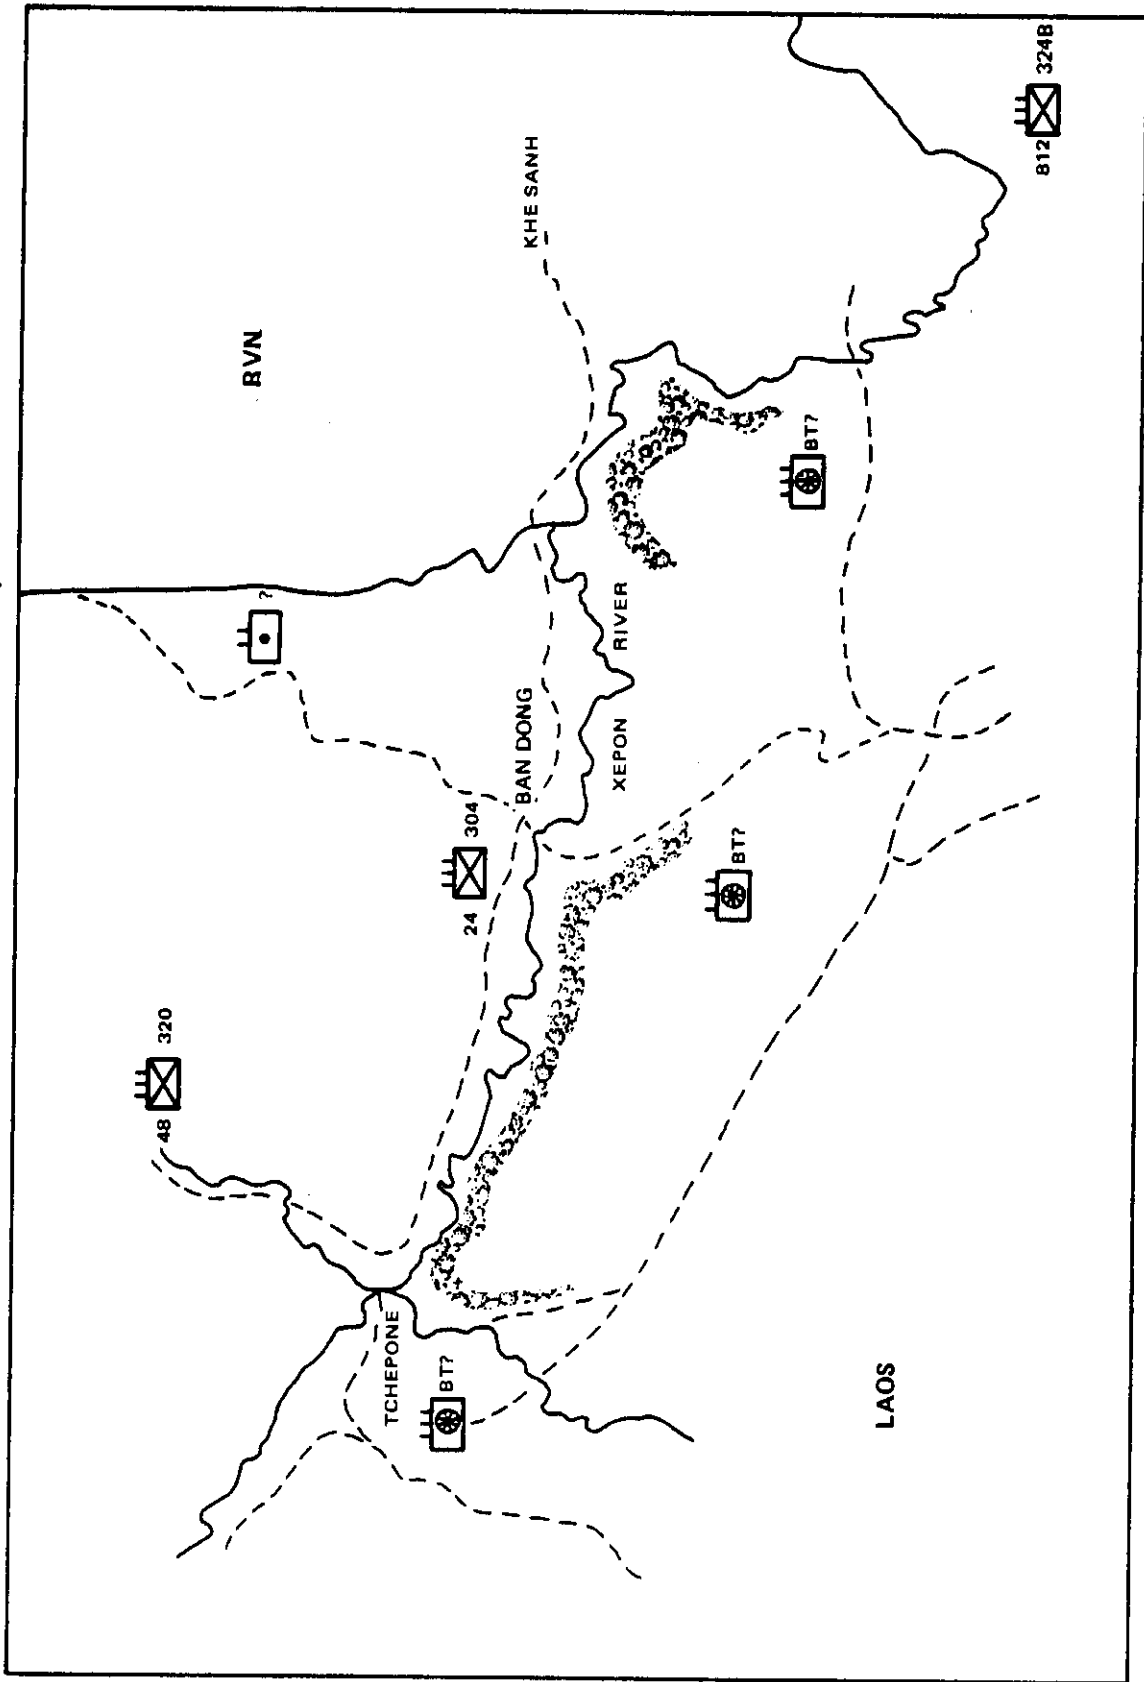 48 320
RVN
?
TCHEPONE
BT?
24 304
BAN DONG
KHE SANH
XEPON RIVER
BT?
BT?
LAOS
812 324B